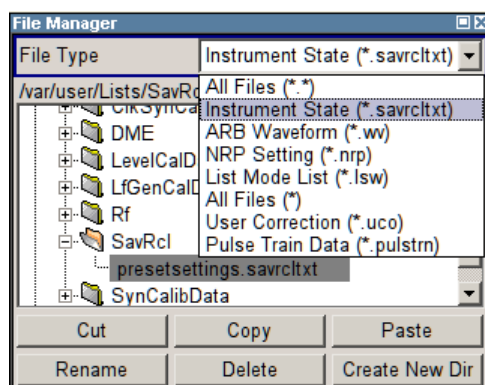 File Manager
File Type
Instrument State (*.savrcltxt)
/var/user/Lists/SavRc
All Files (*.*)
Instrument State (*.savrcltxt)
ARB Waveform (*.wv)
NRP Setting (*.nrp)
List Mode List (*.lsw)
All Files (*)
User Correction (*.uco)
Pulse Train Data (*.pulstrn)
DME
LevelCalD
LfGenCalD
Rf
SavRcl
presetsettings.savrcltxt
SynCalibData
Cut
Copy
Paste
Rename
Delete
Create New Dir